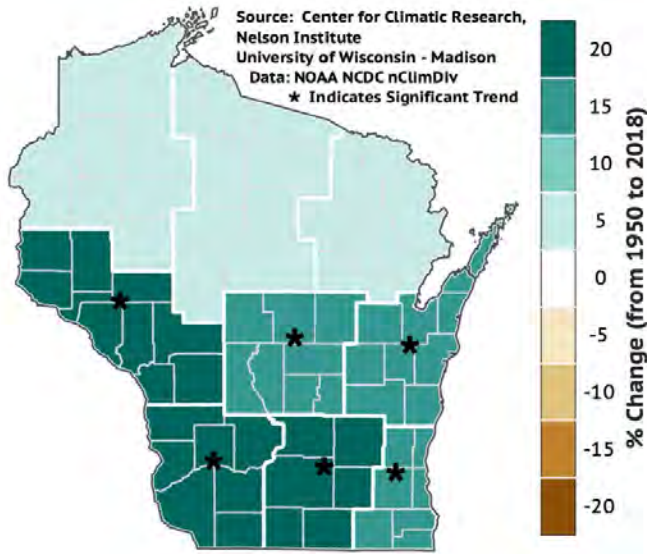 Source: Center for Climatic Research,
Nelson Institute
University of Wisconsin - Madison
Data: NOAA NCDC nClimDiv
* Indicates Significant Trend
20
15
10
5
0
-5
-10
-15
-20
% Change (from 1950 to 2018)